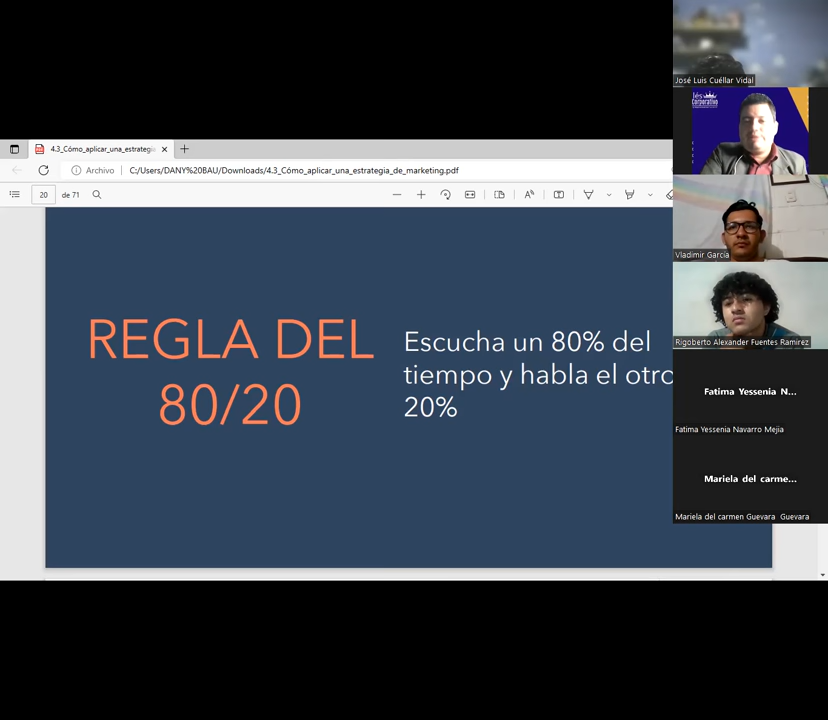 José Luis Cuéllar Vidal
Corporativo
4.3_Cómo_aplicar_una_estrategia
Archivo
C:/Users/DANY%20BAU/Downloads/4.3_Cómo_aplicar_una_estrategia_de_marketing.pdf
20 de 71
REGLA DEL
80/20
Escucha un 80% del
tiempo y habla el otro
20%
Vladimir García
Rigoberto Alexander Fuentes Ramirez
Fatima Yessenia N...
Fatima Yessenia Navarro Mejia
Mariela del carme...
Mariela del carmen Guevara Guevara